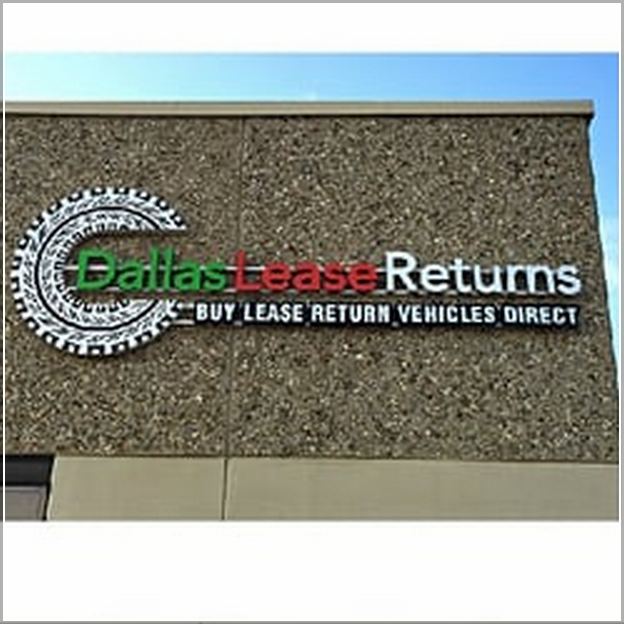 DallasLeaseReturns
BUY LEASE RETURN VEHICLES DIRECT